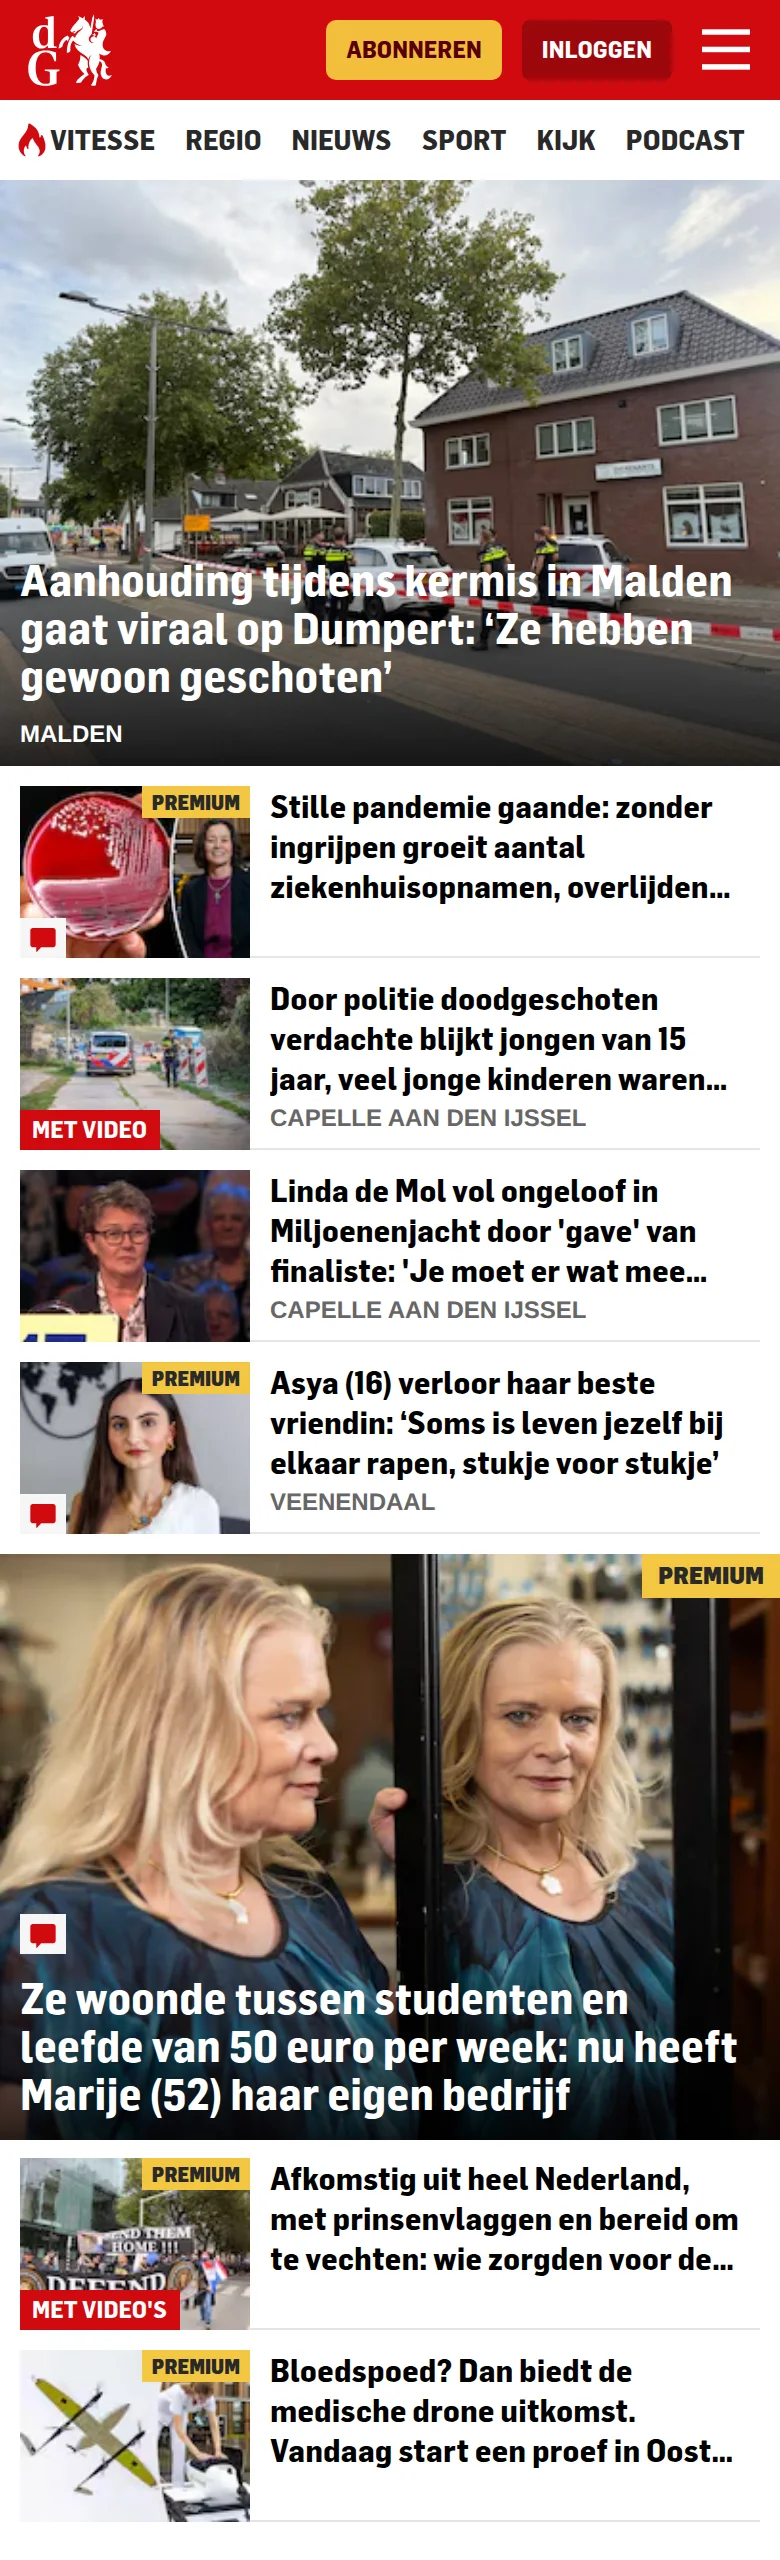 dG
ABONNEREN
INLOGGEN
VITESSE REGIO NIEUWS SPORT KIJK PODCAST
Aanhouding tijdens kermis in Malden
gaat viraal op Dumpert: ‘Ze hebben
gewoon geschoten’
MALDEN
PREMIUM
Stille pandemie gaande: zonder
ingrijpen groeit aantal
ziekenhuisopnamen, overlijden...
Door politie doodgeschoten
verdachte blijkt jongen van 15
jaar, veel jonge kinderen waren...
CAPELLE AAN DEN IJSSEL
MET VIDEO
Linda de Mol vol ongeloof in
Miljoenenjacht door 'gave' van
finaliste: 'Je moet er wat mee...
CAPELLE AAN DEN IJSSEL
PREMIUM
Asya (16) verloor haar beste
vriendin: ‘Soms is leven jezelf bij
elkaar rapen, stukje voor stukje’
VEENENDAAL
PREMIUM
Ze woonde tussen studenten en
leefde van 50 euro per week: nu heeft
Marije (52) haar eigen bedrijf
PREMIUM
THEM
HOME !!!
DEFEND
MET VIDEO'S
Afkomstig uit heel Nederland,
met prinsenvlaggen en bereid om
te vechten: wie zorgden voor de...
PREMIUM
Bloedspoed? Dan biedt de
medische drone uitkomst.
Vandaag start een proef in Oost...